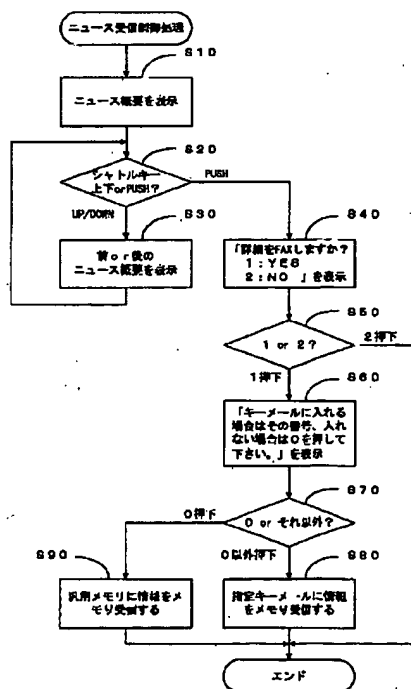 ニュース受信制御処理
S10
ニュース概要を表示
S20
シャトルキー
上下orPUSH?
PUSH
UP/DOWN
S30
前or後の
ニュース概要を表示
S40
「詳細をFAXしますか?
1:YES
2:NO 」を表示
S50
1 or 2?
2押下
1押下
S60
「キーメールに入れる
場合はその番号、入れ
ない場合は0を押して
下さい。」を表示
S70
0 or それ以外?
0押下
0以外押下
S90
汎用メモリに情報をメ
モリ受信する
S80
指定キーメールに情報
をメモリ受信する
エンド